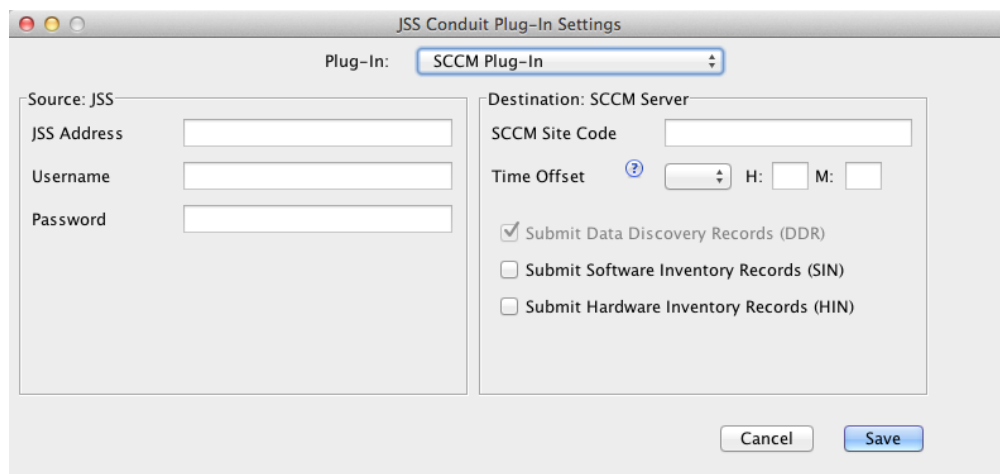 JSS Conduit Plug-In Settings
Plug-In: SCCM Plug-In
Source: JSS
JSS Address
Username
Password
Destination: SCCM Server
SCCM Site Code
Time Offset ? H: M:
Submit Data Discovery Records (DDR)
Submit Software Inventory Records (SIN)
Submit Hardware Inventory Records (HIN)
Cancel Save